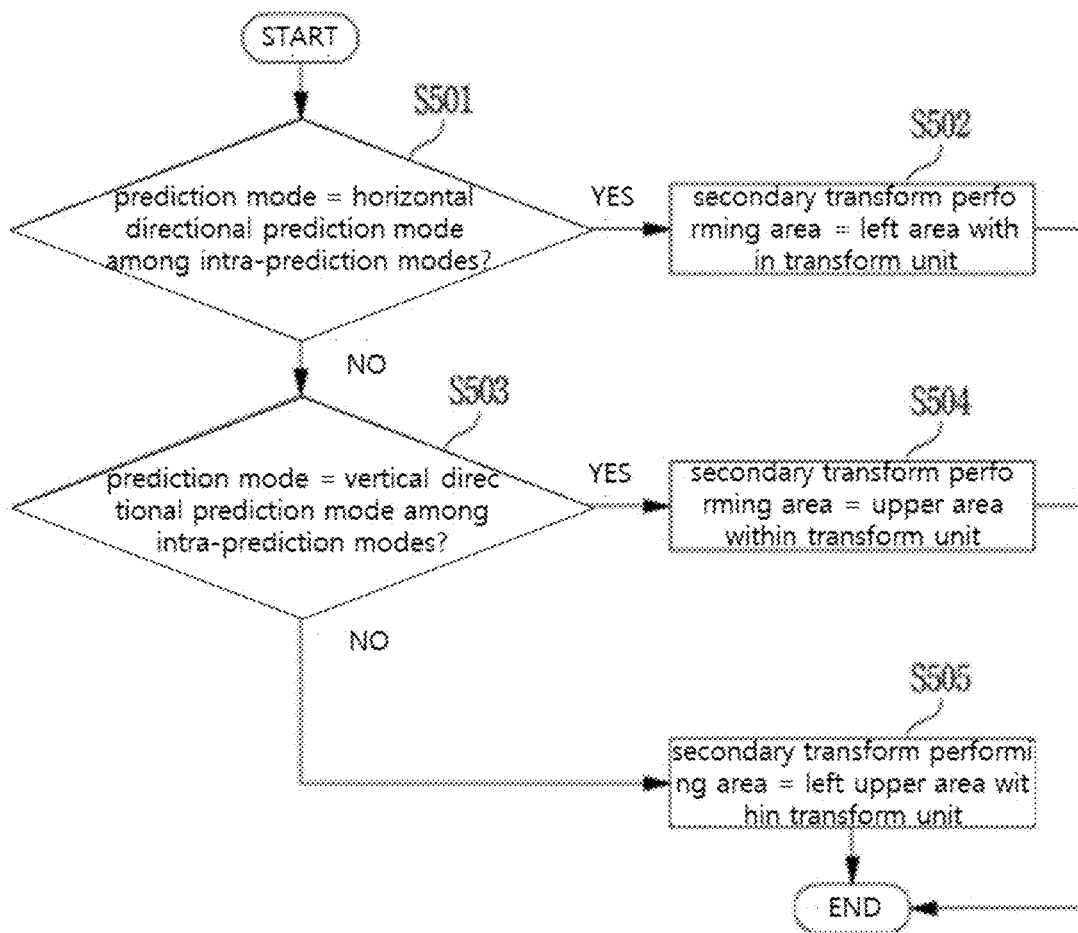 START
S501
prediction mode = horizontal
directional prediction mode
among intra-prediction modes?
YES
S502
secondary transform perfo
rming area = left area with
in transform unit
NO
S503
prediction mode = vertical direc
tional prediction mode among
intra-prediction modes?
YES
S504
secondary transform perfo
rming area = upper area
within transform unit
NO
S505
secondary transform performi
ng area = left upper area wit
hin transform unit
END